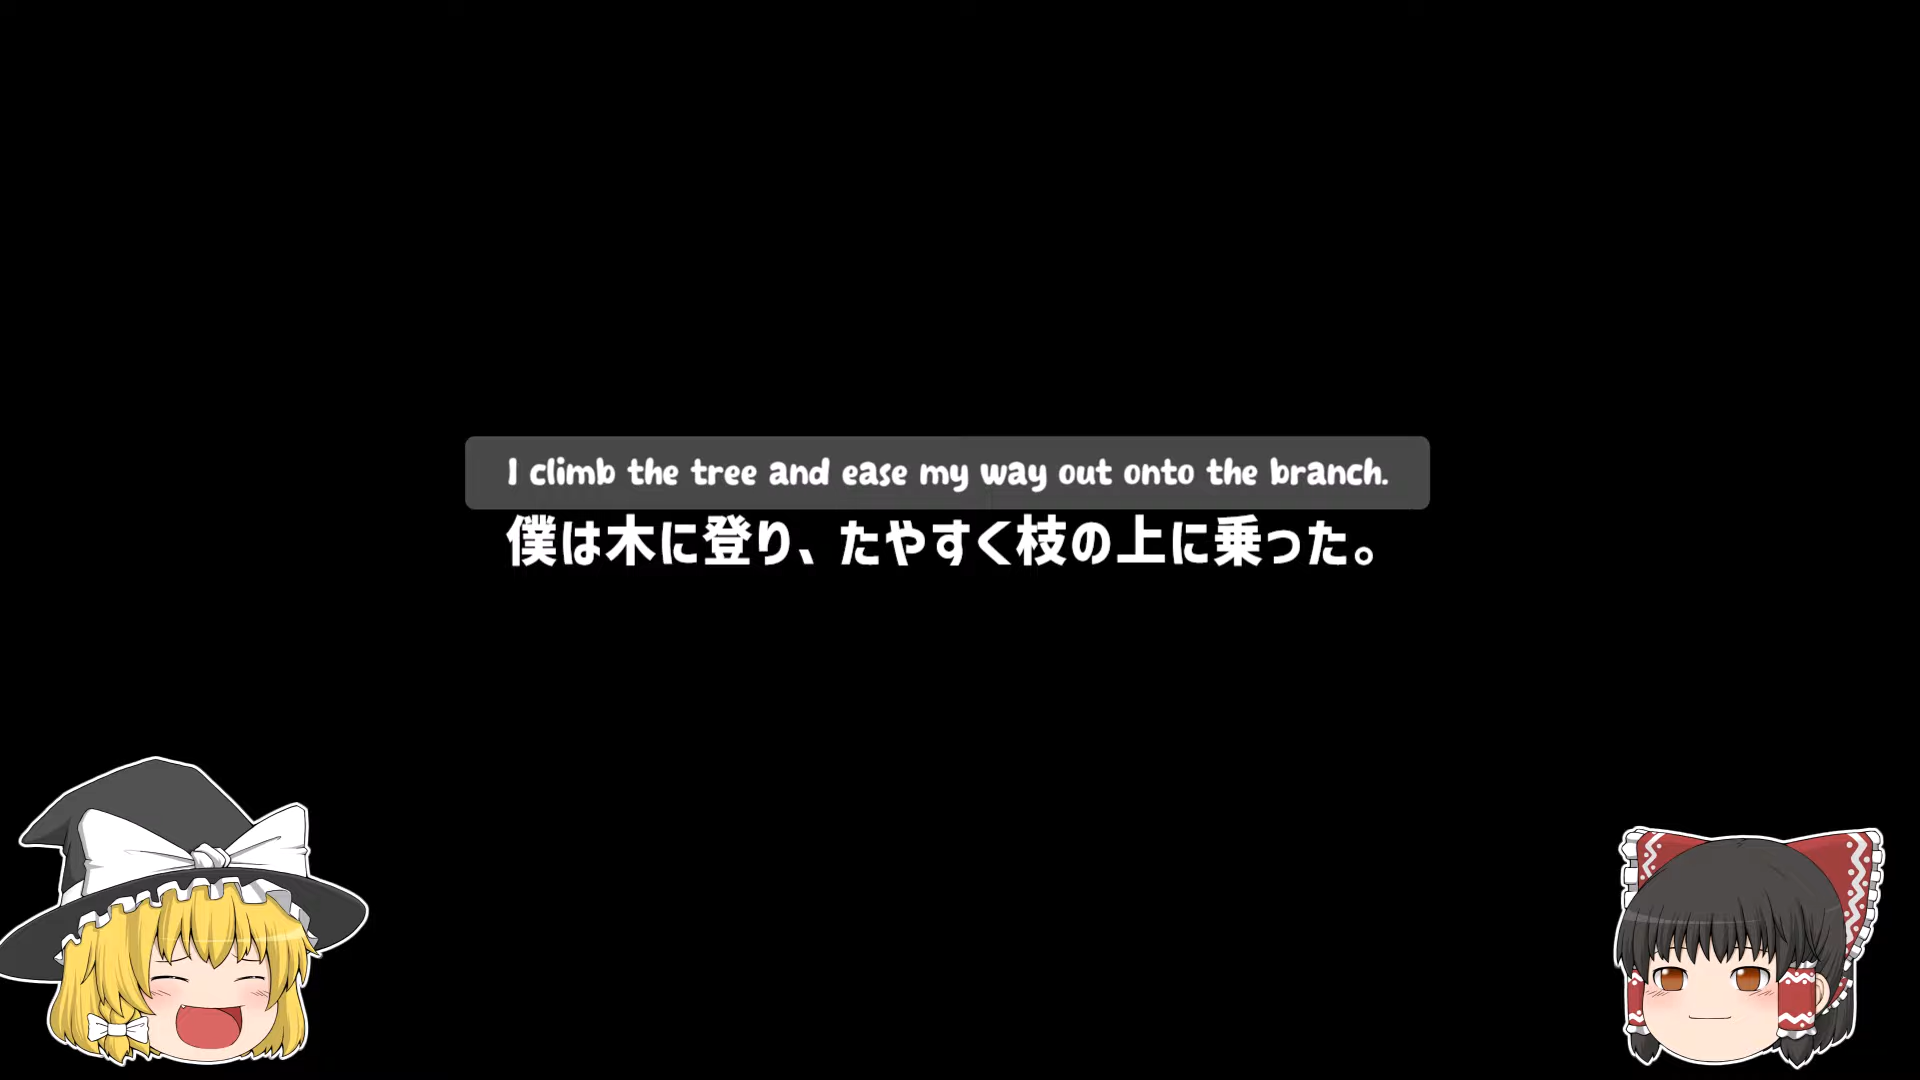 I climb the tree and ease my way out onto the branch.
僕は木に登り、たやすく枝の上に乗った。